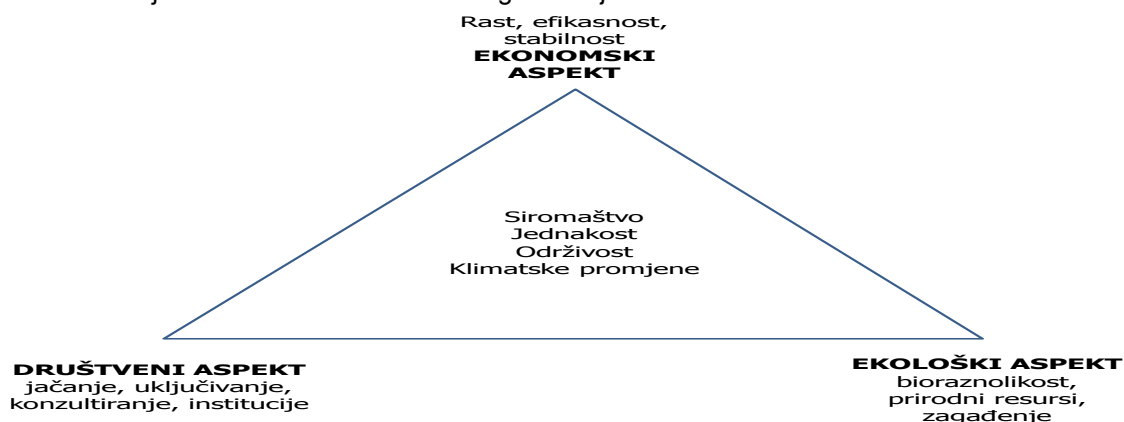 Rast, efikasnost,
stabilnost
EKONOMSKI
ASPEKT
Siromaštvo
Jednakost
Održivost
Klimatske promjene
DRUŠTVENI ASPEKT
jačanje, uključivanje,
konzultiranje, institucije
EKOLOŠKI ASPEKT
bioraznolikost,
prirodni resursi,
zagađenje